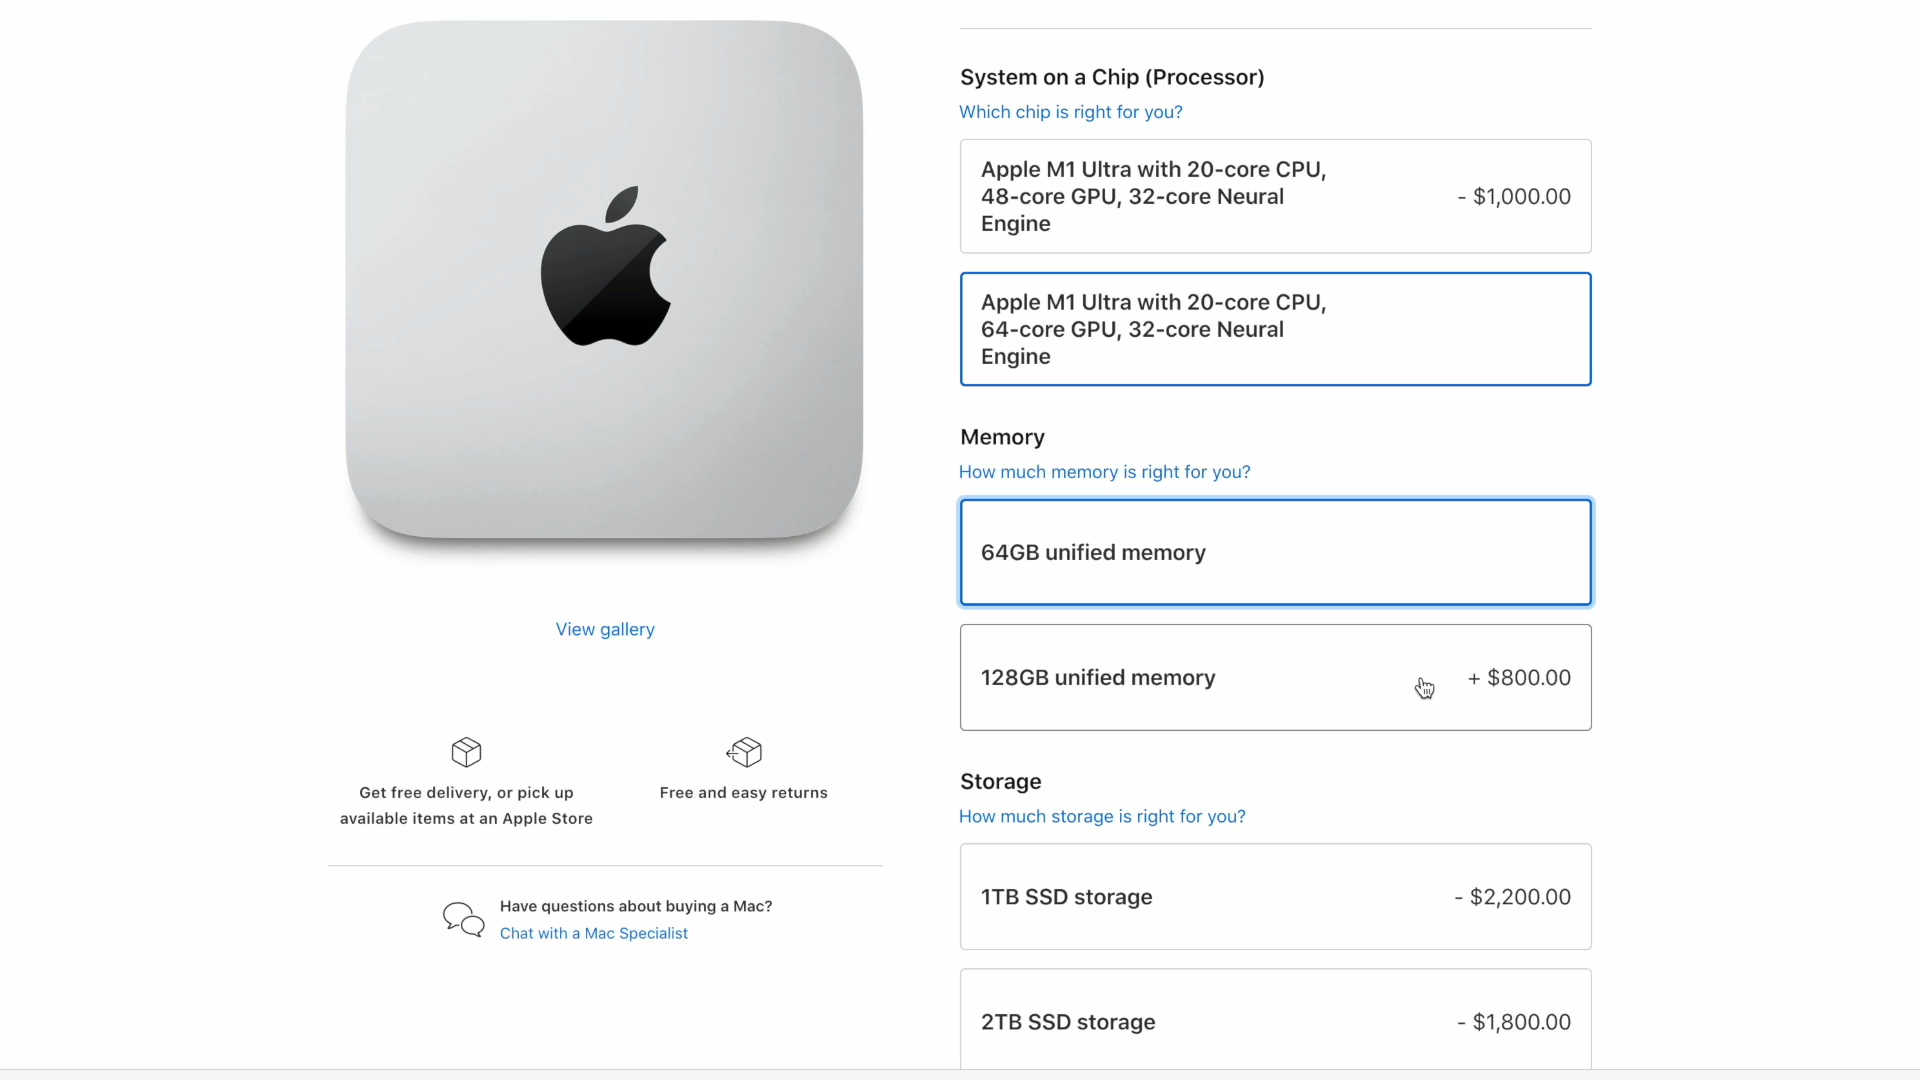 View gallery
Get free delivery, or pick up
available items at an Apple Store
Free and easy returns
Have questions about buying a Mac?
Chat with a Mac Specialist
System on a Chip (Processor)
Which chip is right for you?
Apple M1 Ultra with 20-core CPU,
48-core GPU, 32-core Neural
Engine
- $1,000.00
Apple M1 Ultra with 20-core CPU,
64-core GPU, 32-core Neural
Engine
Memory
How much memory is right for you?
64GB unified memory
128GB unified memory
+ $800.00
Storage
How much storage is right for you?
1TB SSD storage
- $2,200.00
2TB SSD storage
- $1,800.00